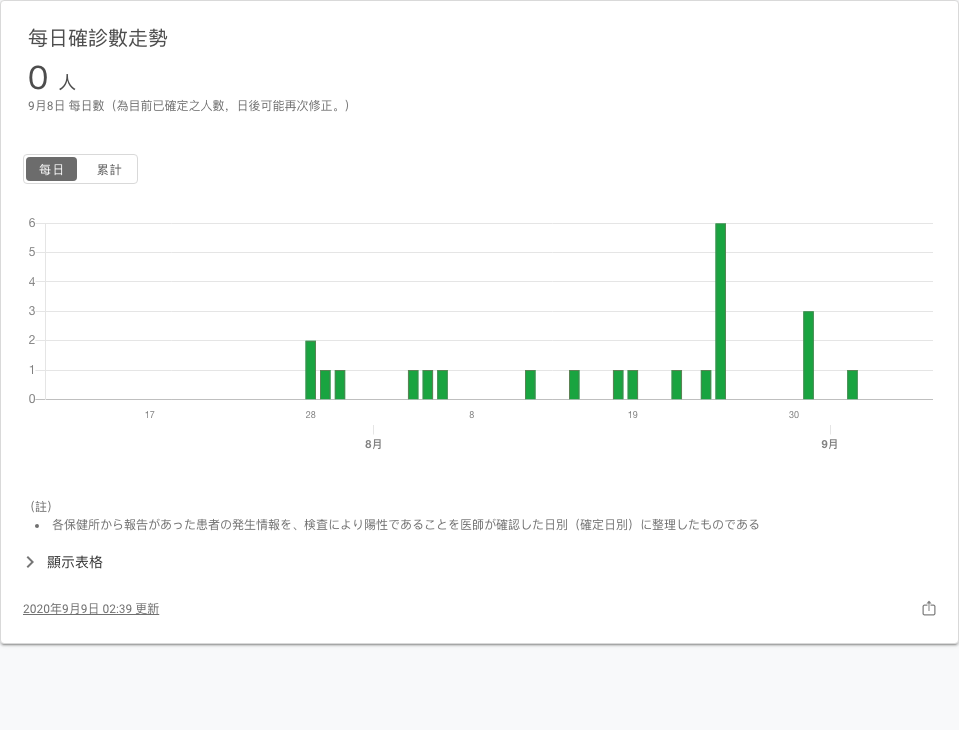 每日確診數走勢
0 人
9月8日 每日數（為目前已確定之人數，日後可能再次修正。）
每日 累計
6
5
4
3
2
1
0
17 28 8 19 30
8月 9月
（註）
• 各保健所から報告があった患者の発生情報を、検査により陽性であることを医師が確認した日別（確定日別）に整理したものである
顯示表格
2020年9月9日 02:39 更新